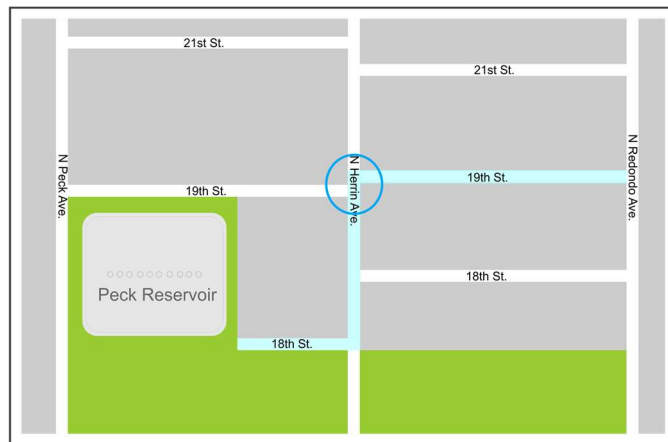 21st St.
21st St.
N Peck Ave.
N Herrin Ave.
N Redondo Ave.
19th St.
19th St.
18th St.
Peck Reservoir
18th St.